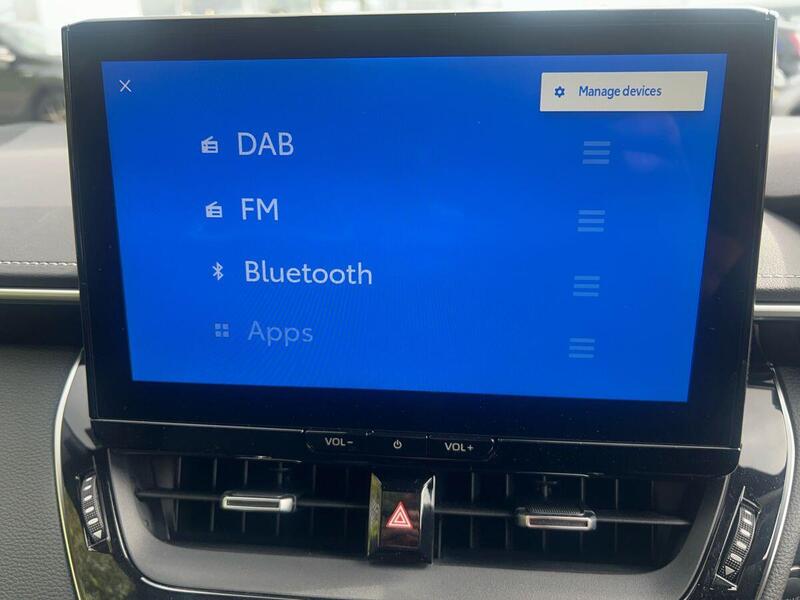 Manage devices
DAB
FM
Bluetooth
Apps
VOL-
VOL+